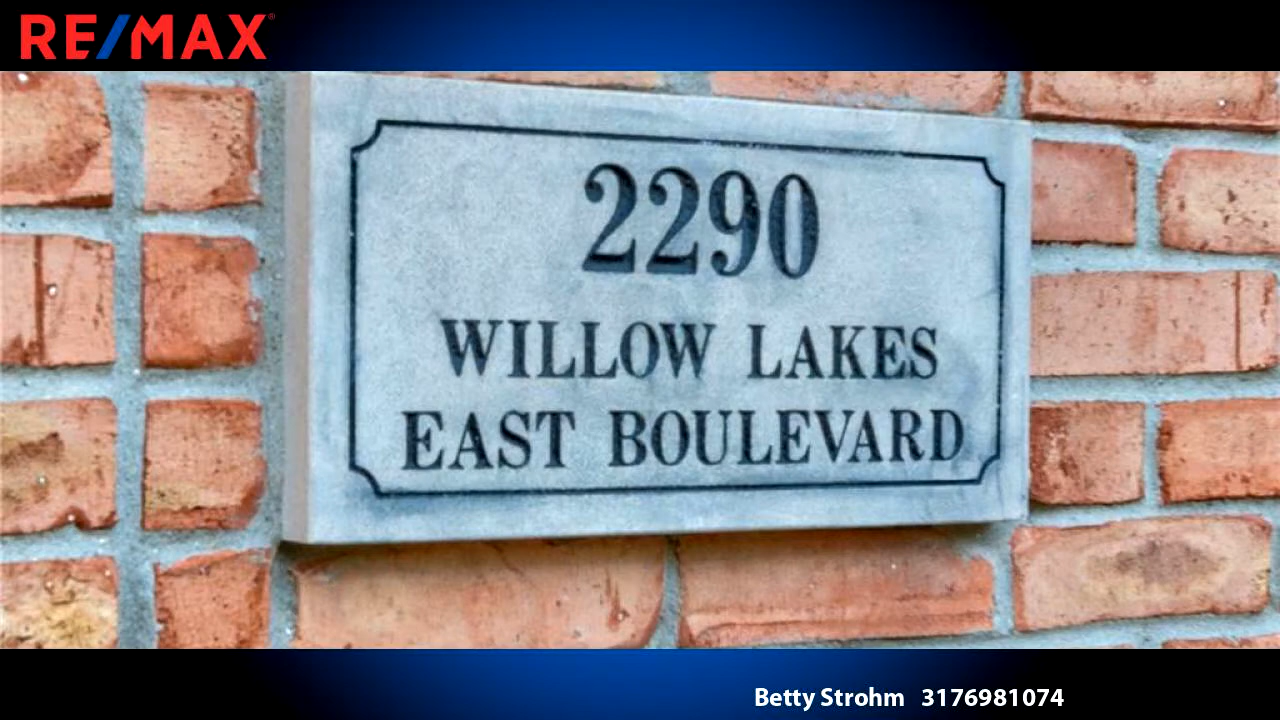 RE/MAX®
2290
WILLOW LAKES
EAST BOULEVARD
Betty Strohm 3176981074